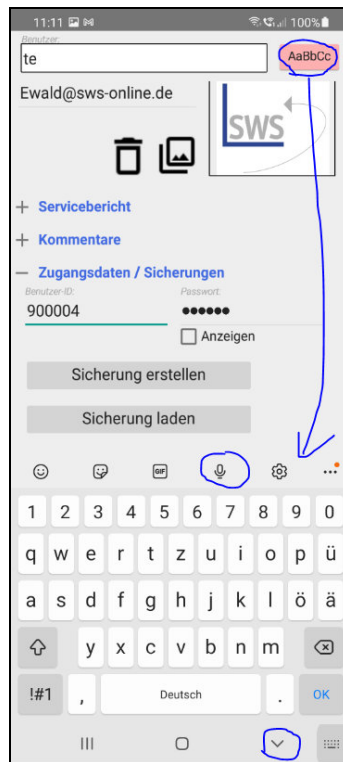 11:11 100%
Benutzer:
te AaBbCc
Ewald@sws-online.de
SWS
+ Servicebericht
+ Kommentare
− Zugangsdaten / Sicherungen
Benutzer-ID: Passwort:
900004 ••••••
Anzeigen
Sicherung erstellen
Sicherung laden
GIF
1 2 3 4 5 6 7 8 9 0
q w e r t z u i o p ü
a s d f g h j k l ö ä
y x c v b n m
!#1 , Deutsch . OK